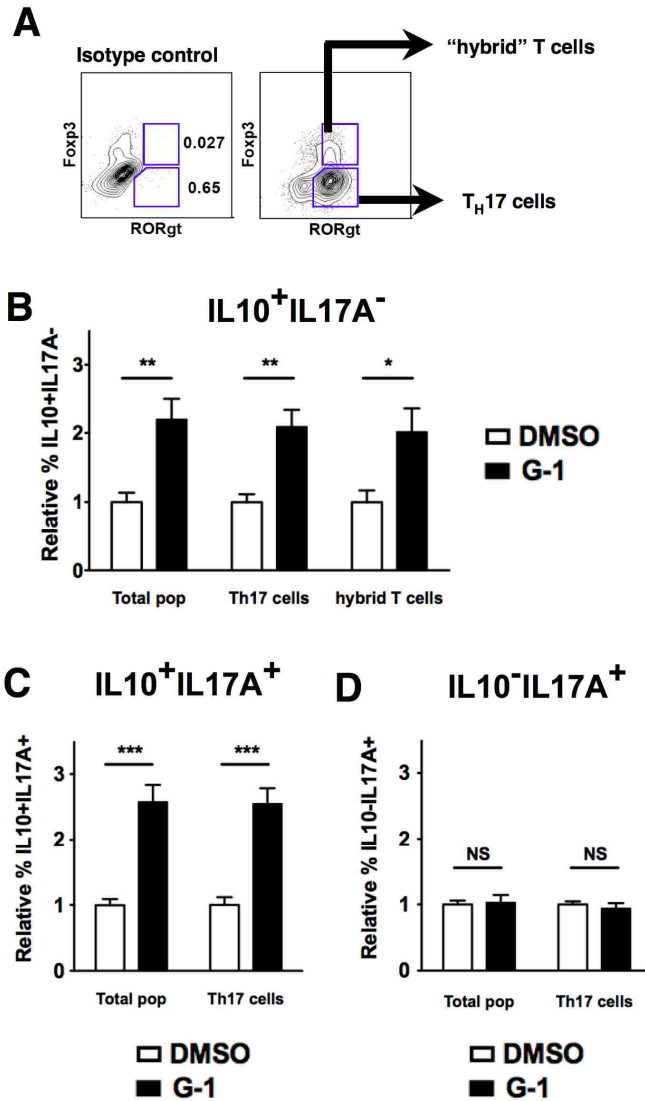 A
Isotype control
"hybrid" T cells
Foxp3
0.027
0.65
RORgt
Foxp3
RORgt
TH17 cells
B
IL10+IL17A-
Relative % IL10+IL17A-
3
2
1
0
**
**
*
Total pop
Th17 cells
hybrid T cells
DMSO
G-1
C
IL10+IL17A+
Relative % IL10+IL17A+
3
2
1
0
***
***
Total pop
Th17 cells
DMSO
G-1
D
IL10-IL17A+
Relative % IL10-IL17A+
3
2
1
0
NS
NS
Total pop
Th17 cells
DMSO
G-1